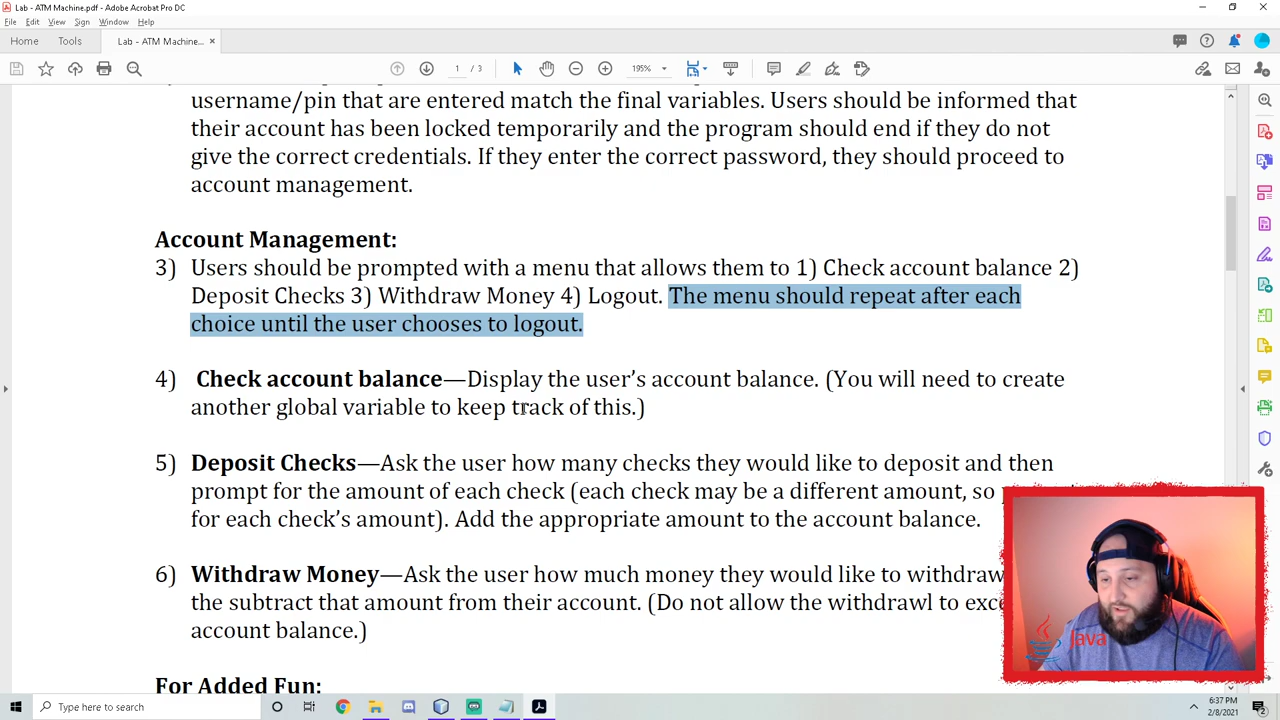 Lab - ATM Machine.pdf - Adobe Acrobat Pro DC
File Edit View Sign Window Help
Home Tools Lab - ATM Machine... ×
1 / 3 195%
username/pin that are entered match the final variables. Users should be informed that
their account has been locked temporarily and the program should end if they do not
give the correct credentials. If they enter the correct password, they should proceed to
account management.
Account Management:
3) Users should be prompted with a menu that allows them to 1) Check account balance 2)
Deposit Checks 3) Withdraw Money 4) Logout. The menu should repeat after each
choice until the user chooses to logout.
4) Check account balance—Display the user's account balance. (You will need to create
another global variable to keep track of this.)
5) Deposit Checks—Ask the user how many checks they would like to deposit and then
prompt for the amount of each check (each check may be a different amount, so
for each check's amount). Add the appropriate amount to the account balance.
6) Withdraw Money—Ask the user how much money they would like to withdraw
the subtract that amount from their account. (Do not allow the withdrawl to exce
account balance.)
For Added Fun:
Java
Type here to search
6:37 PM
2/8/2021
2